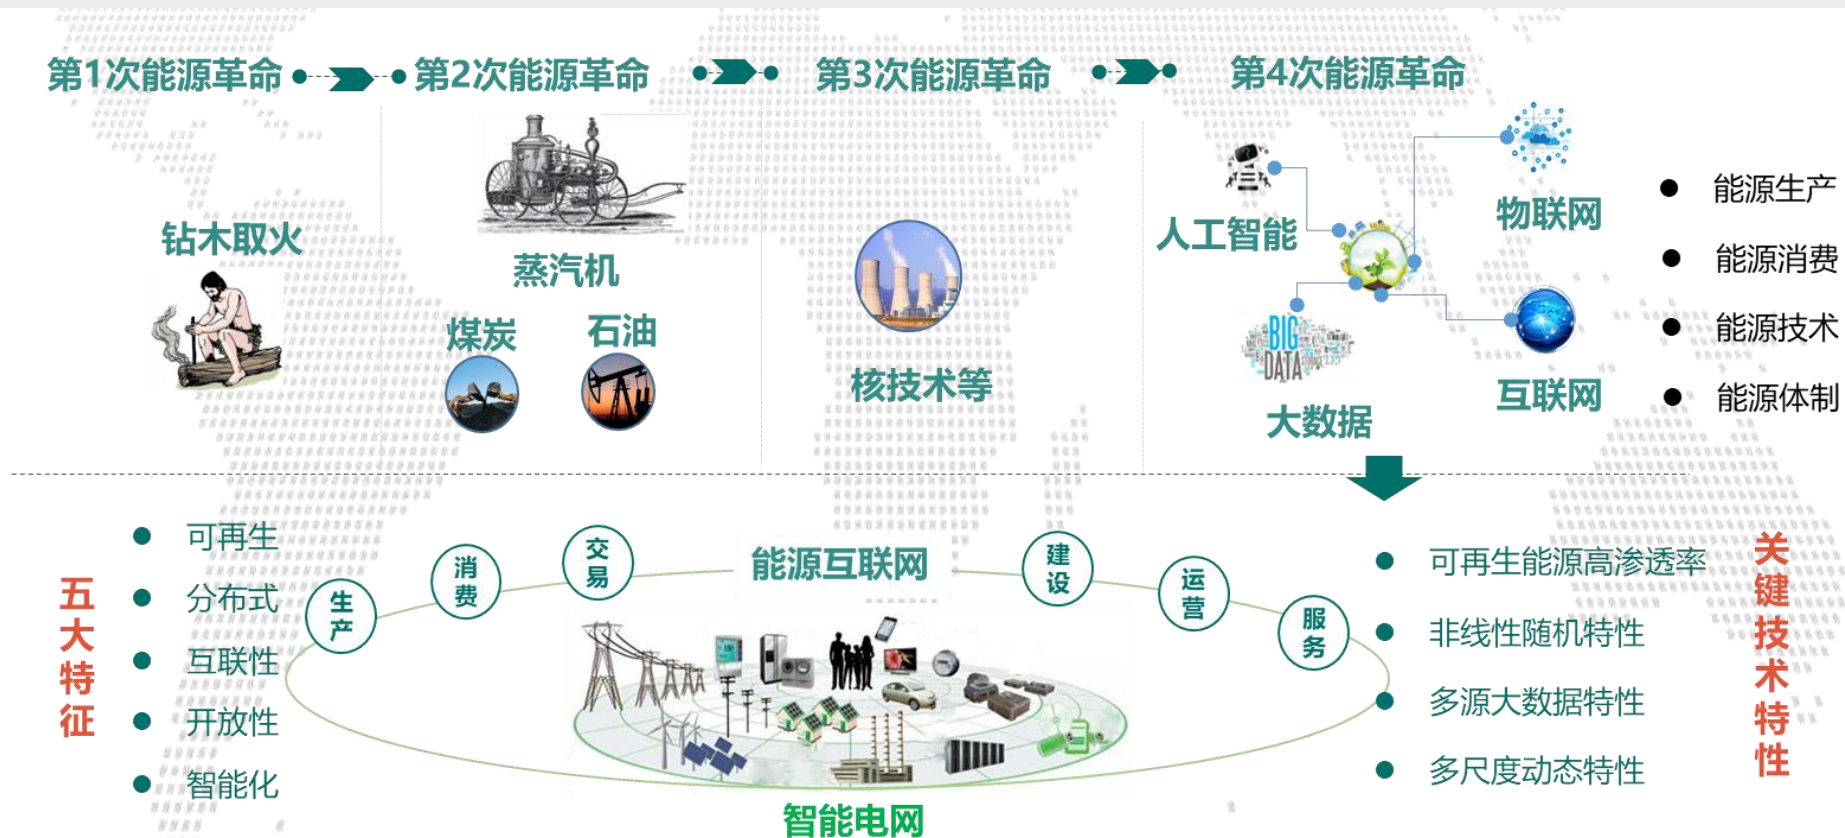 第1次能源革命
第2次能源革命
第3次能源革命
第4次能源革命
钻木取火
蒸汽机
煤炭
石油
核技术等
人工智能
物联网
BIG
DATA
大数据
互联网
能源生产
能源消费
能源技术
能源体制
五大特征
可再生
分布式
互联性
开放性
智能化
生产
消费
交易
能源互联网
建设
运营
服务
智能电网
可再生能源高渗透率
非线性随机特性
多源大数据特性
多尺度动态特性
关键技术特性